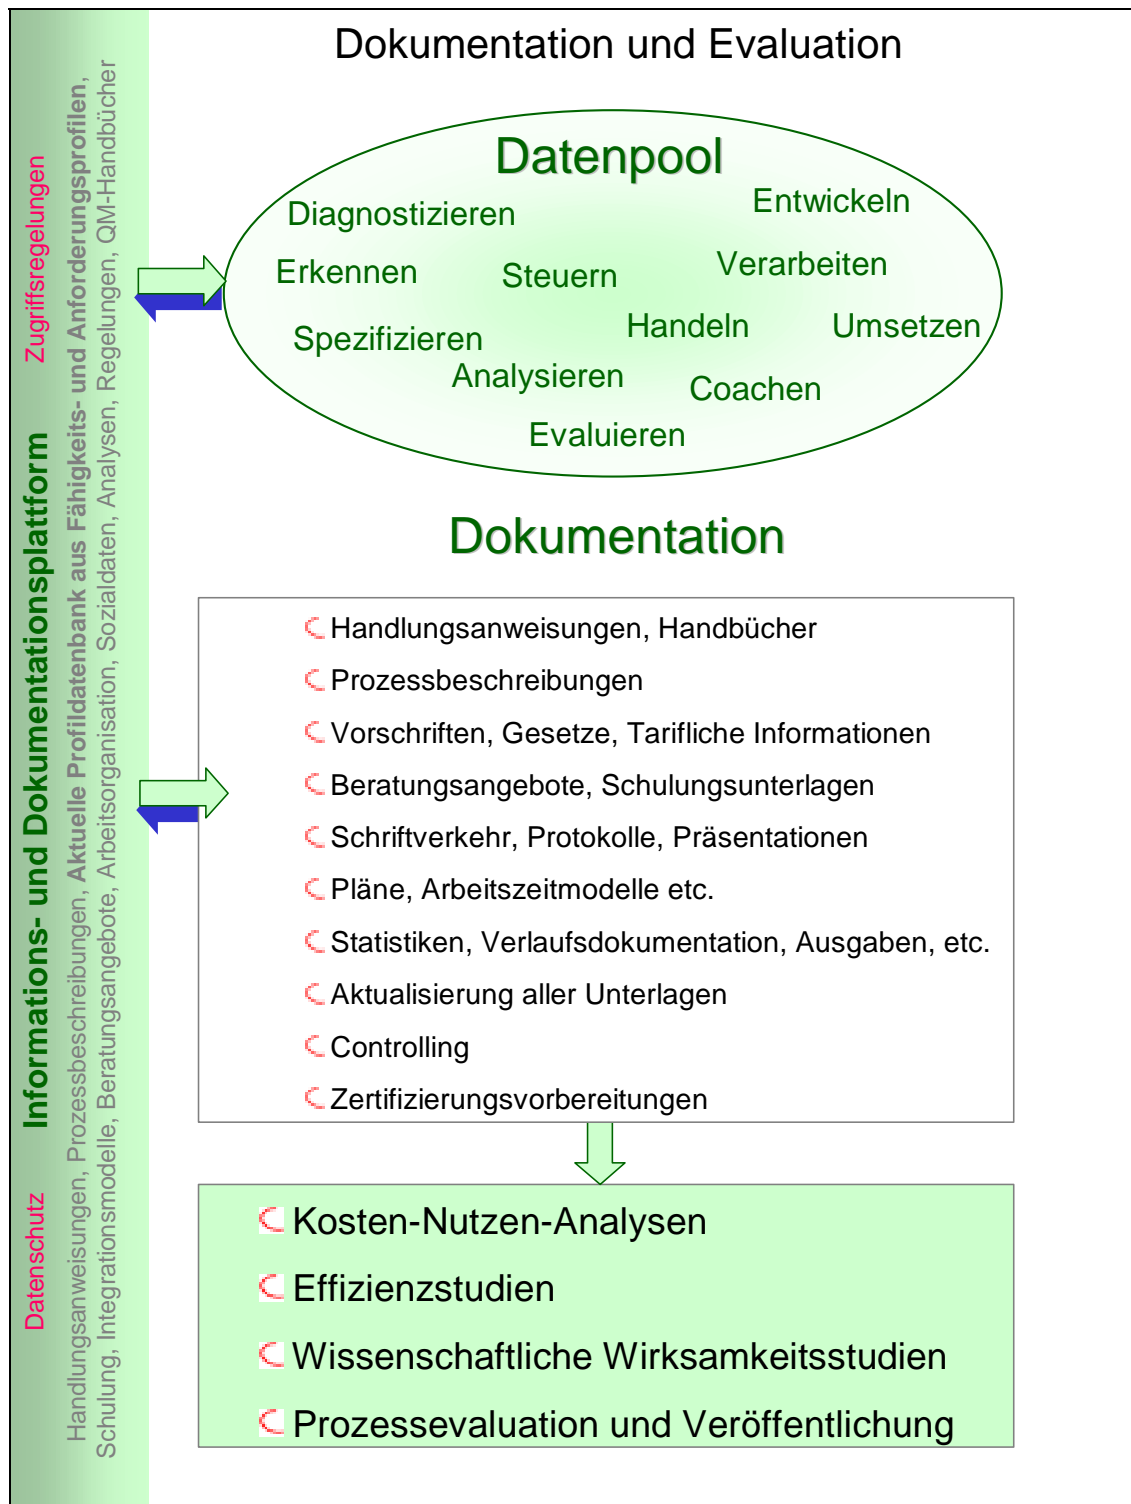 Dokumentation und Evaluation
Datenpool
Diagnostizieren
Entwickeln
Erkennen
Steuern
Verarbeiten
Spezifizieren
Handeln
Umsetzen
Analysieren
Coachen
Evaluieren
Dokumentation
Handlungsanweisungen, Handbücher
Prozessbeschreibungen
Vorschriften, Gesetze, Tarifliche Informationen
Beratungsangebote, Schulungsunterlagen
Schriftverkehr, Protokolle, Präsentationen
Pläne, Arbeitszeitmodelle etc.
Statistiken, Verlaufsdokumentation, Ausgaben, etc.
Aktualisierung aller Unterlagen
Controlling
Zertifizierungsvorbereitungen
Kosten-Nutzen-Analysen
Effizienzstudien
Wissenschaftliche Wirksamkeitsstudien
Prozessevaluation und Veröffentlichung
Datenschutz Informations- und Dokumentationsplattform Zugriffsregelungen
Handlungsanweisungen, Prozessbeschreibungen, Aktuelle Profildatenbank aus Fähigkeits- und Anforderungsprofilen,
Schulung, Integrationsmodelle, Beratungsangebote, Arbeitsorganisation, Sozialdaten, Analysen, Regelungen, QM-Handbücher